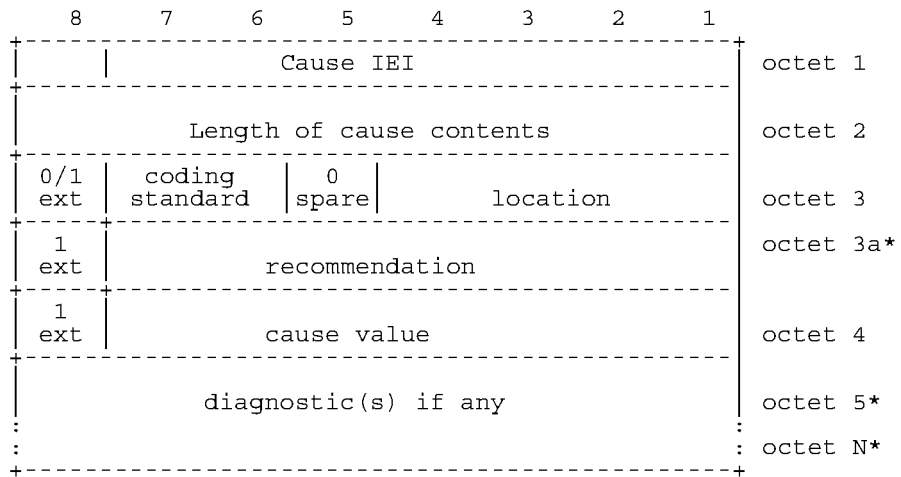 8 7 6 5 4 3 2 1
Cause IEI octet 1
Length of cause contents octet 2
0/1 coding 0
ext standard spare location octet 3
1 octet 3a*
ext recommendation
1
ext cause value octet 4
diagnostic(s) if any octet 5*
: :
: : octet N*